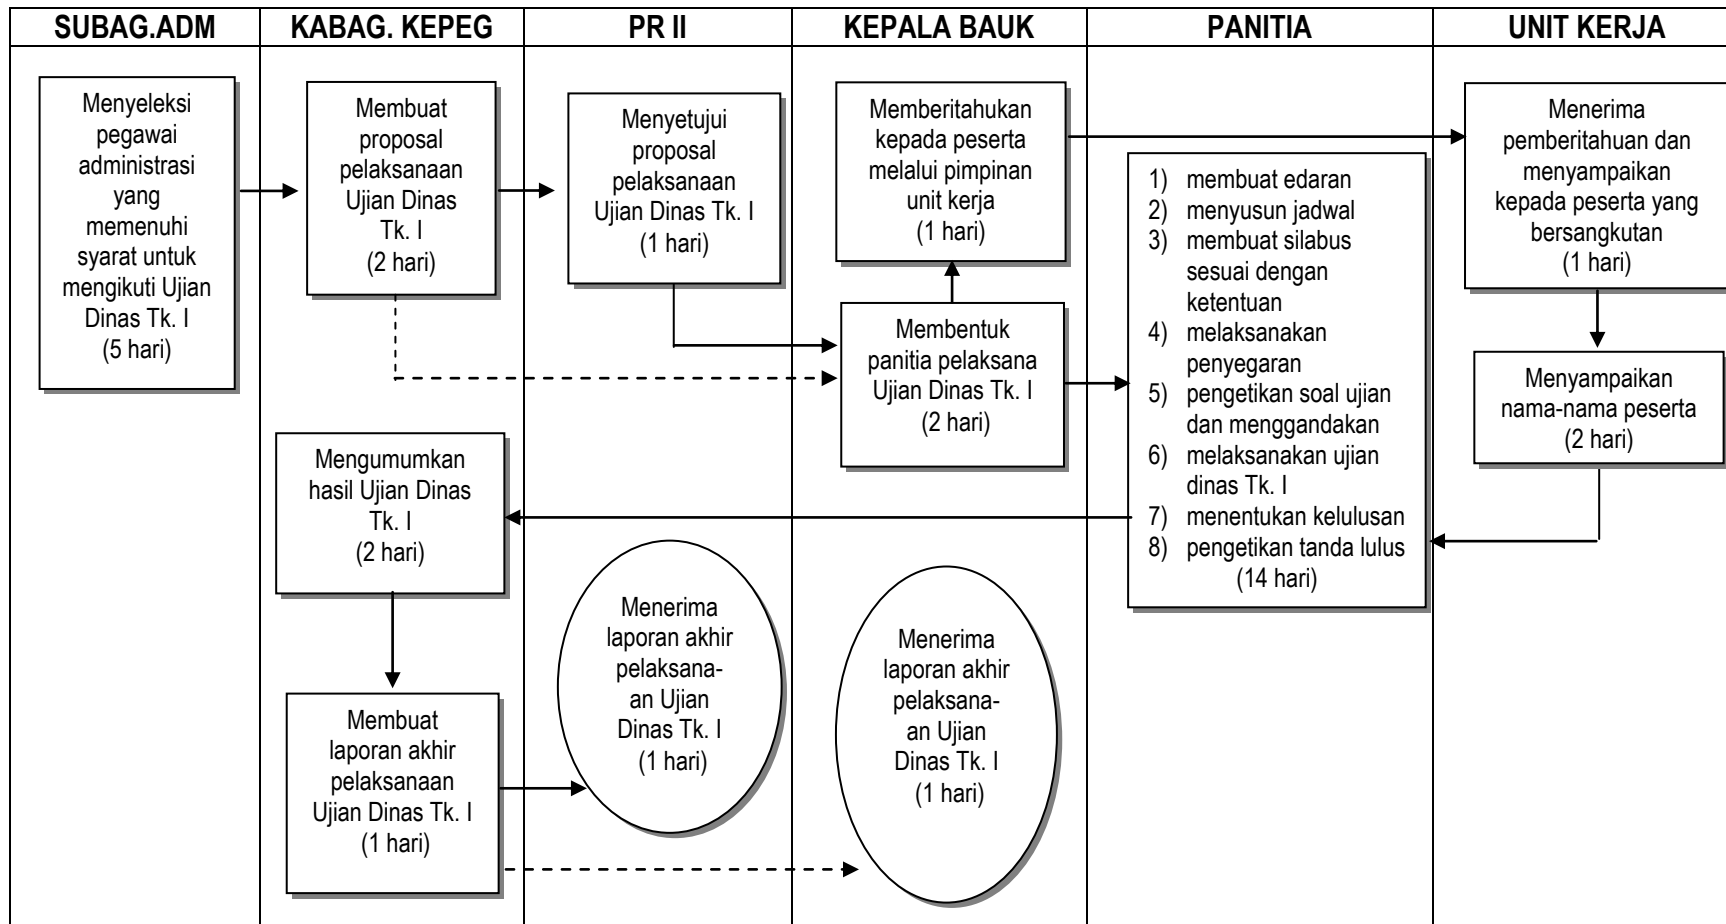 SUBAG.ADM
KABAG. KEPEG
PR II
KEPALA BAUK
PANITIA
UNIT KERJA
Menyeleksi
pegawai
administrasi
yang
memenuhi
syarat untuk
mengikuti Ujian
Dinas Tk. I
(5 hari)
Membuat
proposal
pelaksanaan
Ujian Dinas
Tk. I
(2 hari)
Menyetujui
proposal
pelaksanaan
Ujian Dinas Tk. I
(1 hari)
Memberitahukan
kepada peserta
melalui pimpinan
unit kerja
(1 hari)
Membentuk
panitia pelaksana
Ujian Dinas Tk. I
(2 hari)
1) membuat edaran
2) menyusun jadwal
3) membuat silabus
sesuai dengan
ketentuan
4) melaksanakan
penyegaran
5) pengetikan soal ujian
dan menggandakan
6) melaksanakan ujian
dinas Tk. I
7) menentukan kelulusan
8) pengetikan tanda lulus
(14 hari)
Menerima
pemberitahuan dan
menyampaikan
kepada peserta yang
bersangkutan
(1 hari)
Menyampaikan
nama-nama peserta
(2 hari)
Mengumumkan
hasil Ujian Dinas
Tk. I
(2 hari)
Membuat
laporan akhir
pelaksanaan
Ujian Dinas Tk. I
(1 hari)
Menerima
laporan akhir
pelaksana-
an Ujian
Dinas Tk. I
(1 hari)
Menerima
laporan akhir
pelaksana-
an Ujian
Dinas Tk. I
(1 hari)